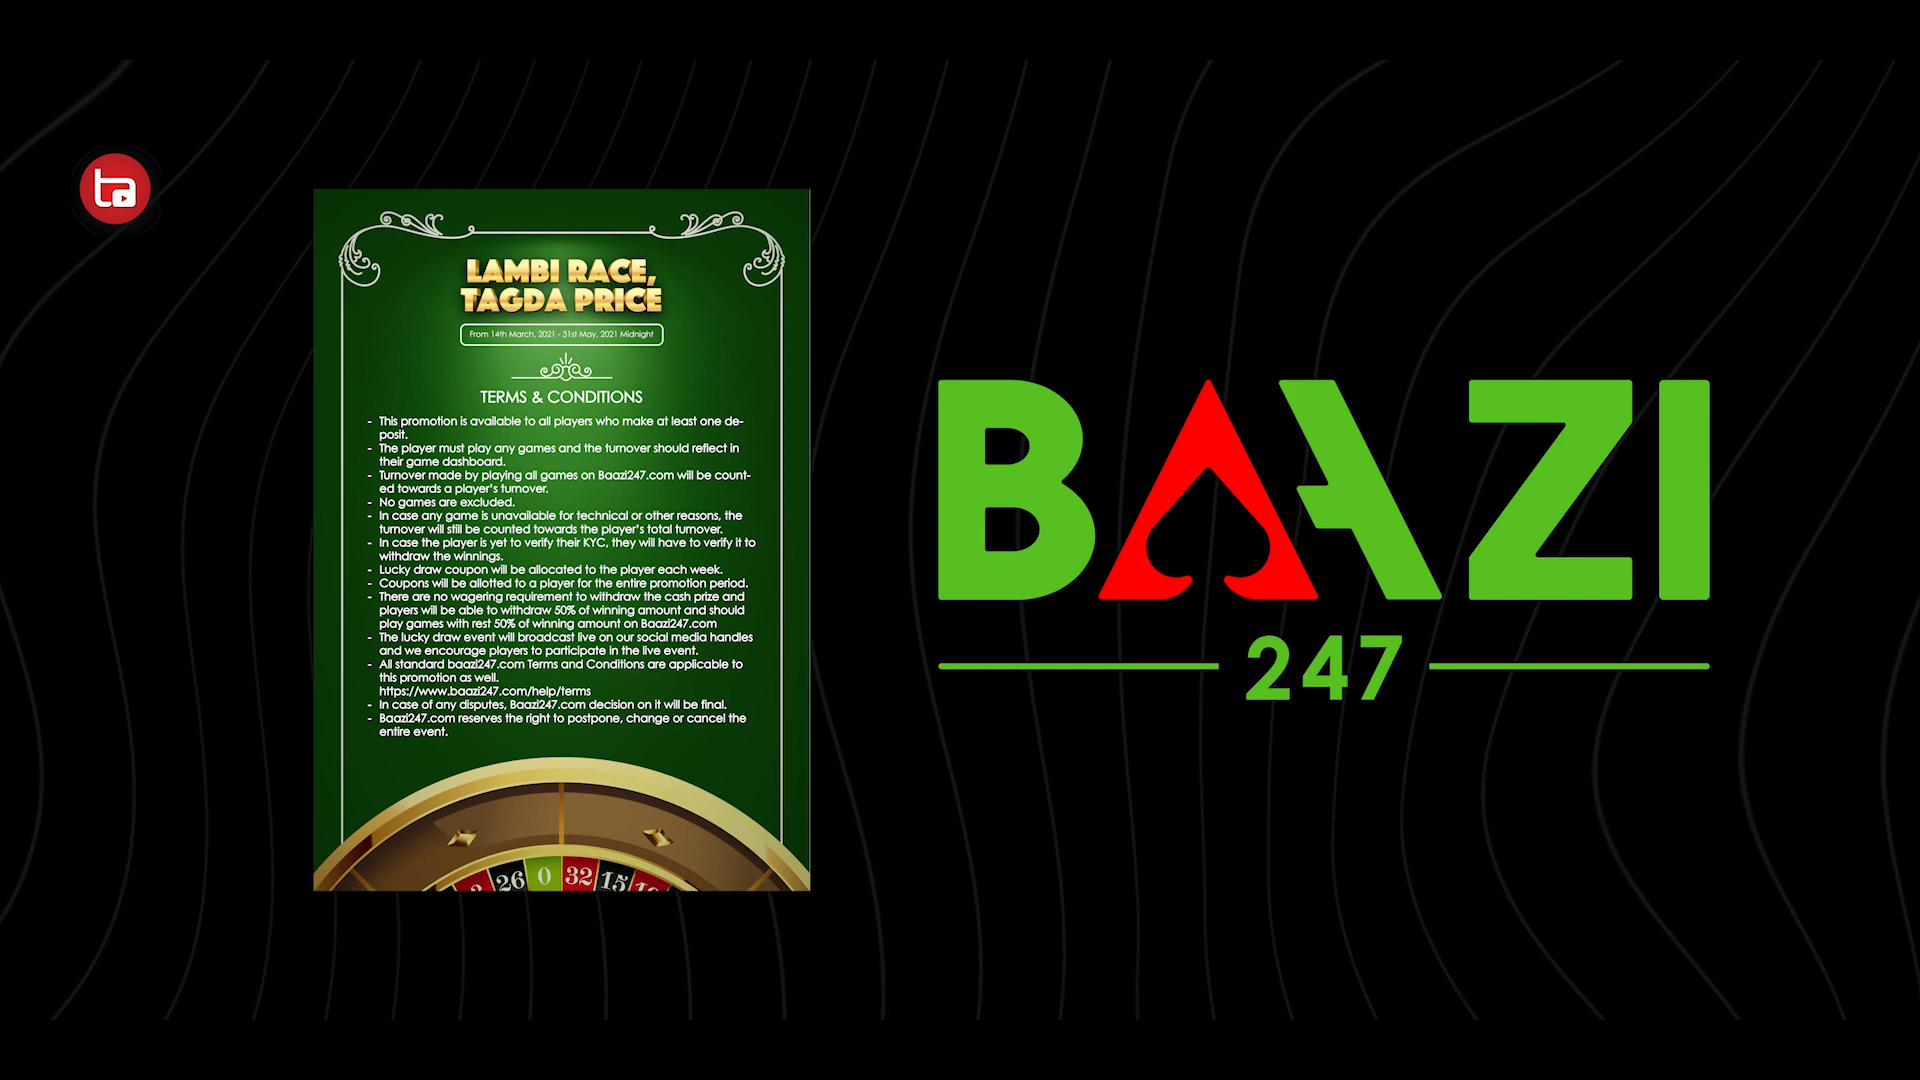 ta
LAMBI RACE,
TAGDA PRICE
From 14th March, 2021 - 31st May, 2021 Midnight
TERMS & CONDITIONS
- This promotion is available to all players who make at least one de-
posit.
- The player must play any games and the turnover should reflect in
their game dashboard.
- Turnover made by playing all games on Baazi247.com will be count-
ed towards a player's turnover.
- No games are excluded.
- In case any game is unavailable for technical or other reasons, the
turnover will still be counted towards the player's total turnover.
- In case the player is yet to verify their KYC, they will have to verify it to
withdraw the winnings.
- Lucky draw coupon will be allocated to the player each week.
- Coupons will be allotted to a player for the entire promotion period.
- There are no wagering requirement to withdraw the cash prize and
players will be able to withdraw 50% of winning amount and should
play games with rest 50% of winning amount on Baazi247.com
- The lucky draw event will broadcast live on our social media handles
and we encourage players to participate in the live event.
- All standard baazi247.com Terms and Conditions are applicable to
this promotion as well.
https://www.baazi247.com/help/terms
- In case of any disputes, Baazi247.com decision on it will be final.
- Baazi247.com reserves the right to postpone, change or cancel the
entire event.
26 0 32 15
BAAZI
247